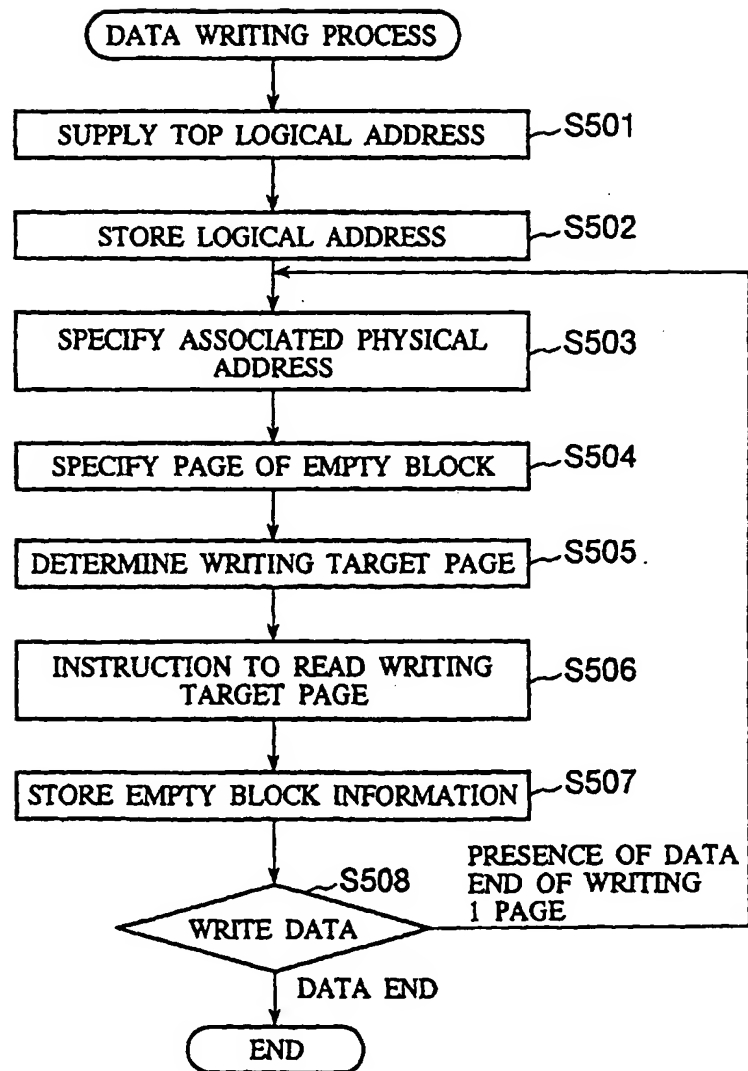 DATA WRITING PROCESS
SUPPLY TOP LOGICAL ADDRESS
S501
STORE LOGICAL ADDRESS
S502
SPECIFY ASSOCIATED PHYSICAL
ADDRESS
S503
SPECIFY PAGE OF EMPTY BLOCK
S504
DETERMINE WRITING TARGET PAGE
S505
INSTRUCTION TO READ WRITING
TARGET PAGE
S506
STORE EMPTY BLOCK INFORMATION
S507
S508
WRITE DATA
PRESENCE OF DATA
END OF WRITING
1 PAGE
DATA END
END